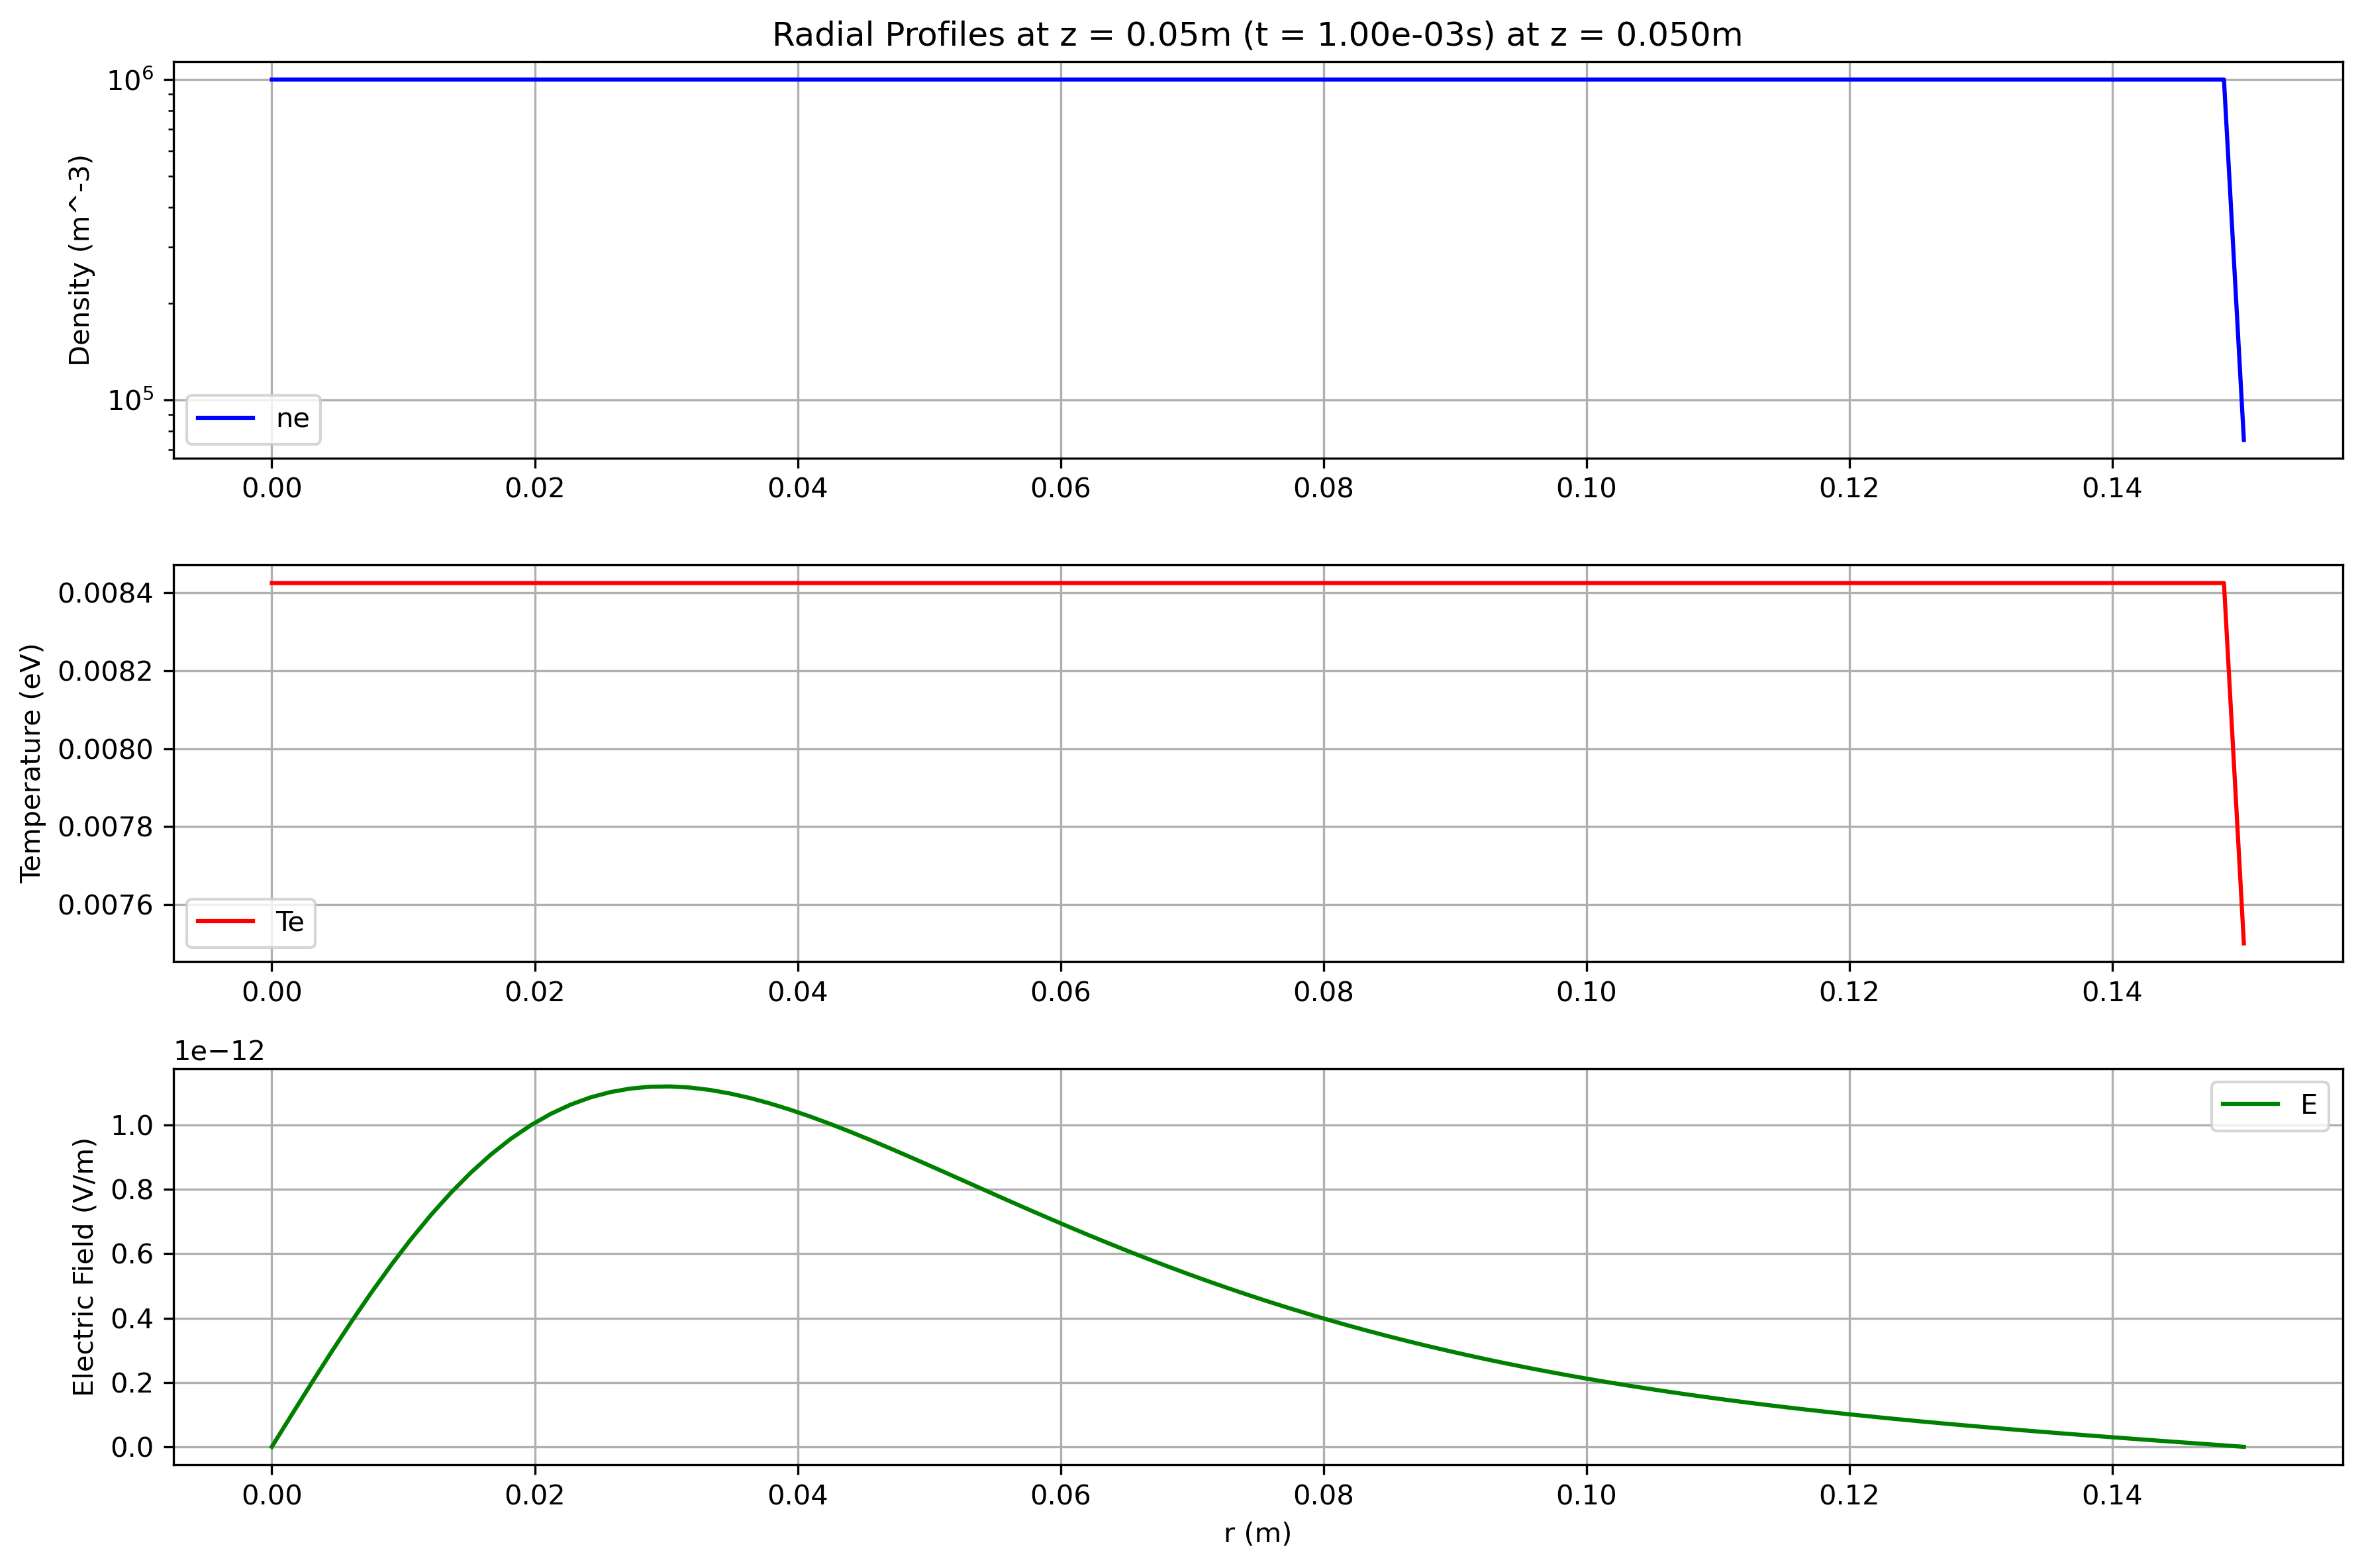 Radial Profiles at z = 0.05m (t = 1.00e-03s) at z = 0.050m
Density (m^-3)
10⁶
10⁵
ne
0.00 0.02 0.04 0.06 0.08 0.10 0.12 0.14
Temperature (eV)
0.0084
0.0082
0.0080
0.0078
0.0076
Te
0.00 0.02 0.04 0.06 0.08 0.10 0.12 0.14
1e−12
Electric Field (V/m)
1.0
0.8
0.6
0.4
0.2
0.0
E
0.00 0.02 0.04 0.06 0.08 0.10 0.12 0.14
r (m)